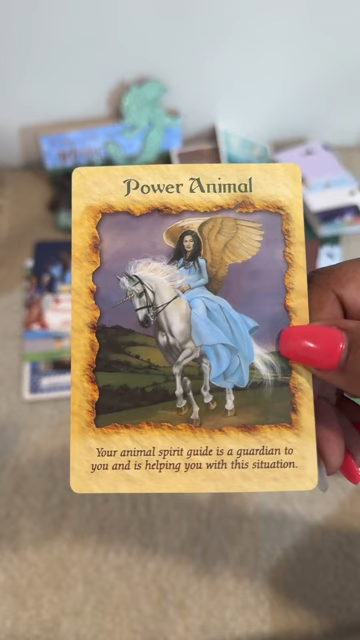 Power Animal
Your animal spirit guide is a guardian to
you and is helping you with this situation.